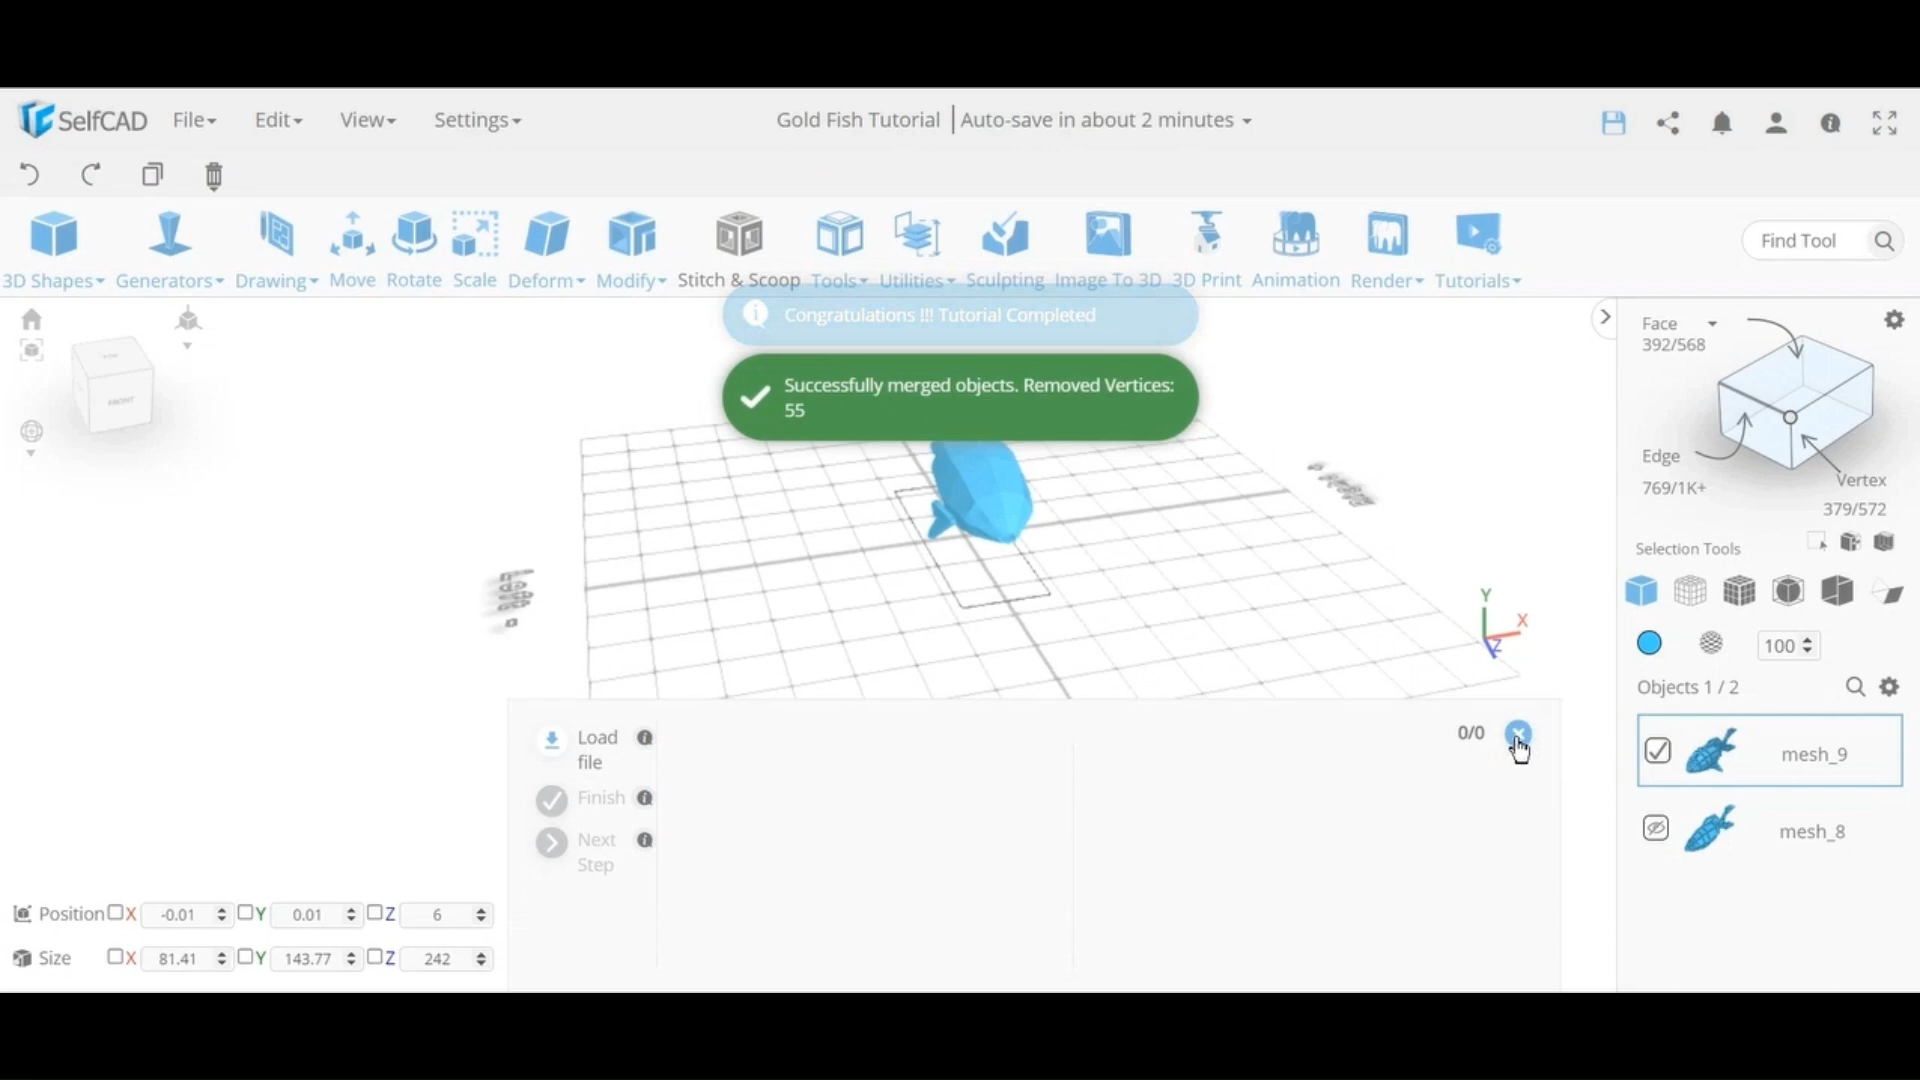 SelfCAD File Edit View Settings Gold Fish Tutorial Auto-save in about 2 minutes
Find Tool
3D Shapes Generators Drawing Move Rotate Scale Deform Modify Stitch & Scoop Tools Utilities Sculpting Image To 3D 3D Print Animation Render Tutorials
Congratulations !!! Tutorial Completed
Successfully merged objects. Removed Vertices:
55
FRONT
Face
392/568
Edge
769/1K+
Vertex
379/572
Selection Tools
100
Objects 1 / 2
mesh_9
mesh_8
Y
X
Z
Load
file
Finish
Next
Step
0/0
Position X -0.01 Y 0.01 Z 6
Size X 81.41 Y 143.77 Z 242